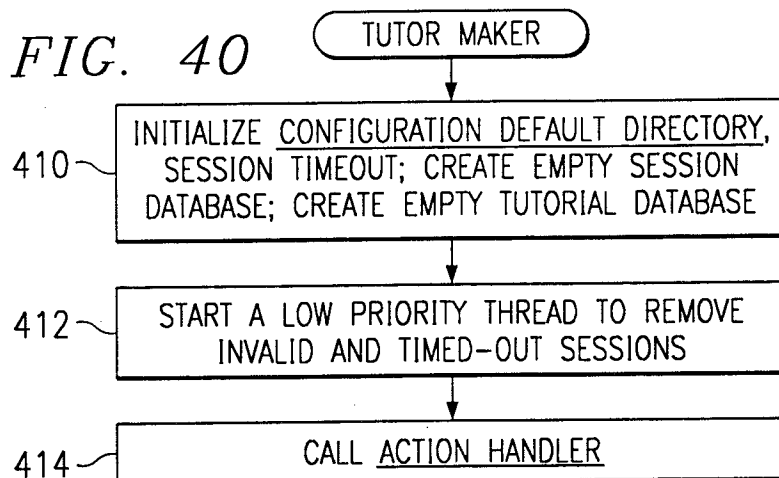 FIG. 40
TUTOR MAKER
410
INITIALIZE CONFIGURATION DEFAULT DIRECTORY,
SESSION TIMEOUT; CREATE EMPTY SESSION
DATABASE; CREATE EMPTY TUTORIAL DATABASE
412
START A LOW PRIORITY THREAD TO REMOVE
INVALID AND TIMED-OUT SESSIONS
414
CALL ACTION HANDLER